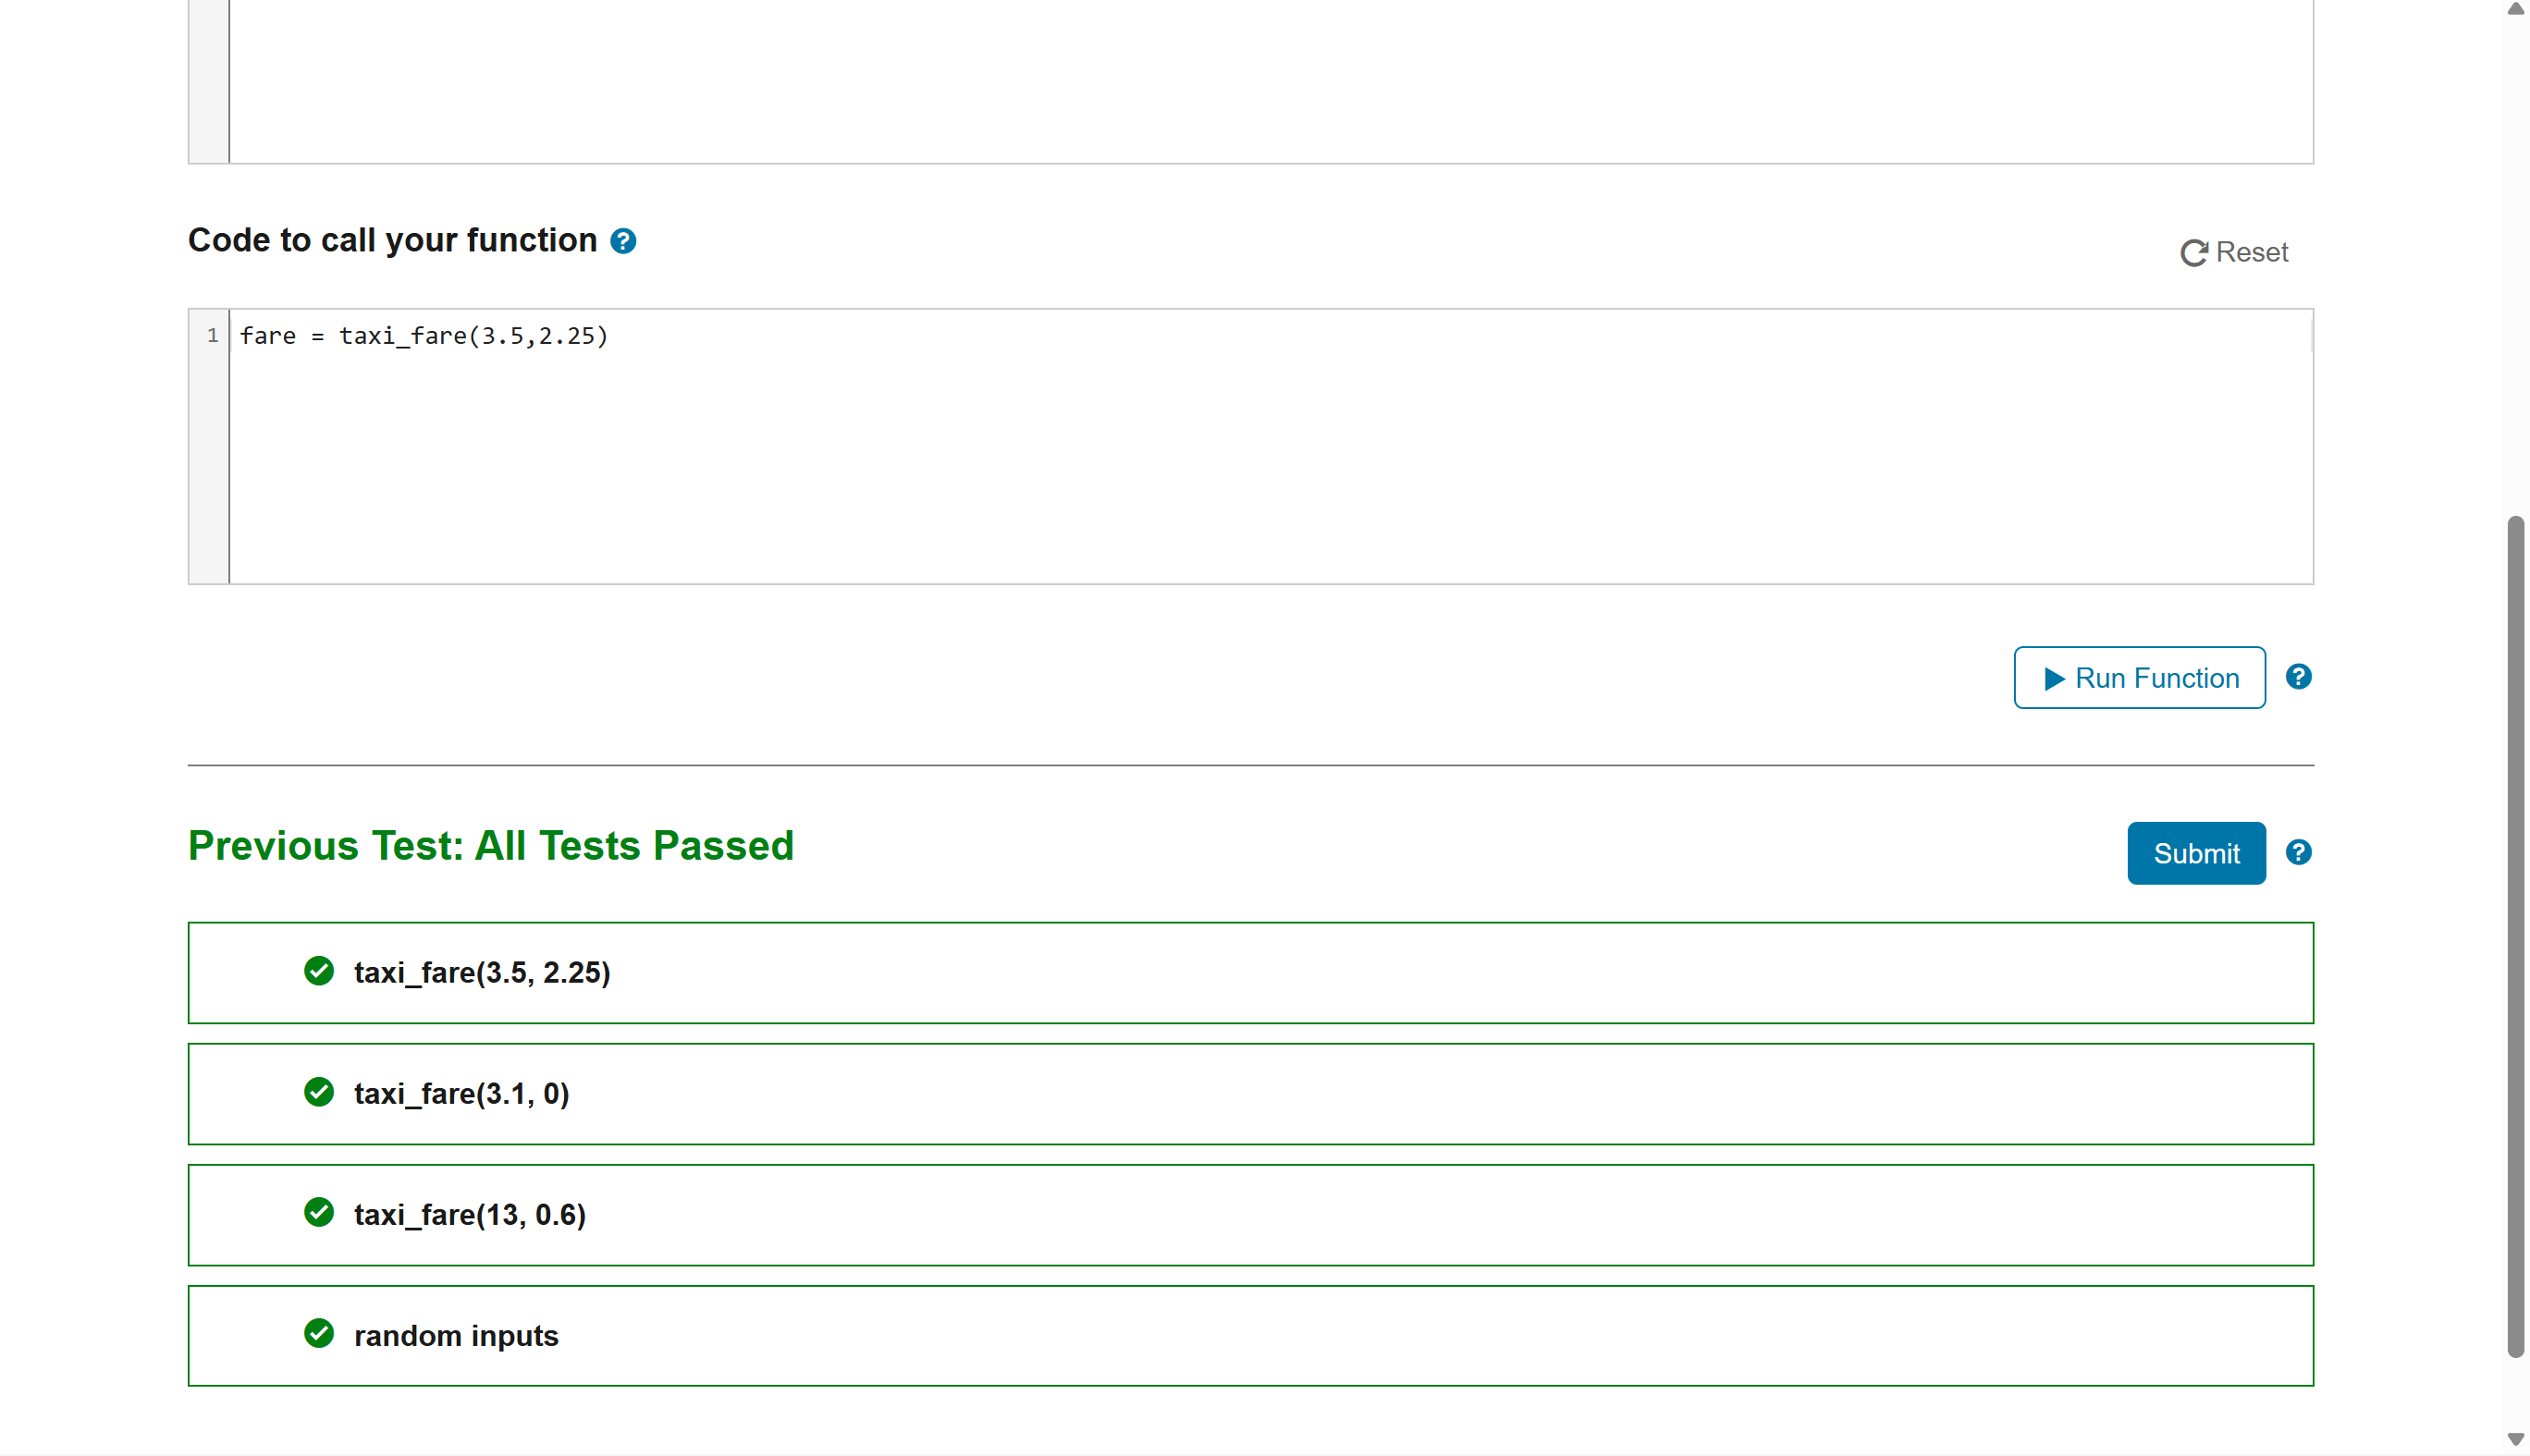 Code to call your function
Reset
1 fare = taxi_fare(3.5,2.25)
Run Function
Previous Test: All Tests Passed
Submit
taxi_fare(3.5, 2.25)
taxi_fare(3.1, 0)
taxi_fare(13, 0.6)
random inputs